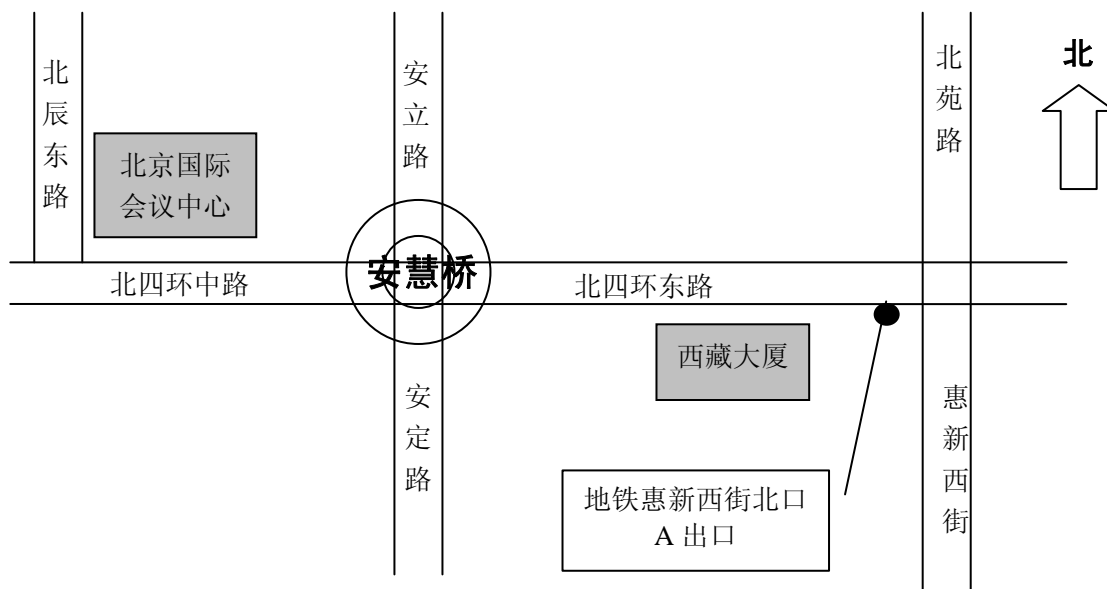 北辰东路
安立路
北苑路
北
北京国际
会议中心
安慧桥
北四环中路
北四环东路
西藏大厦
安定路
惠新西街
地铁惠新西街北口
A 出口